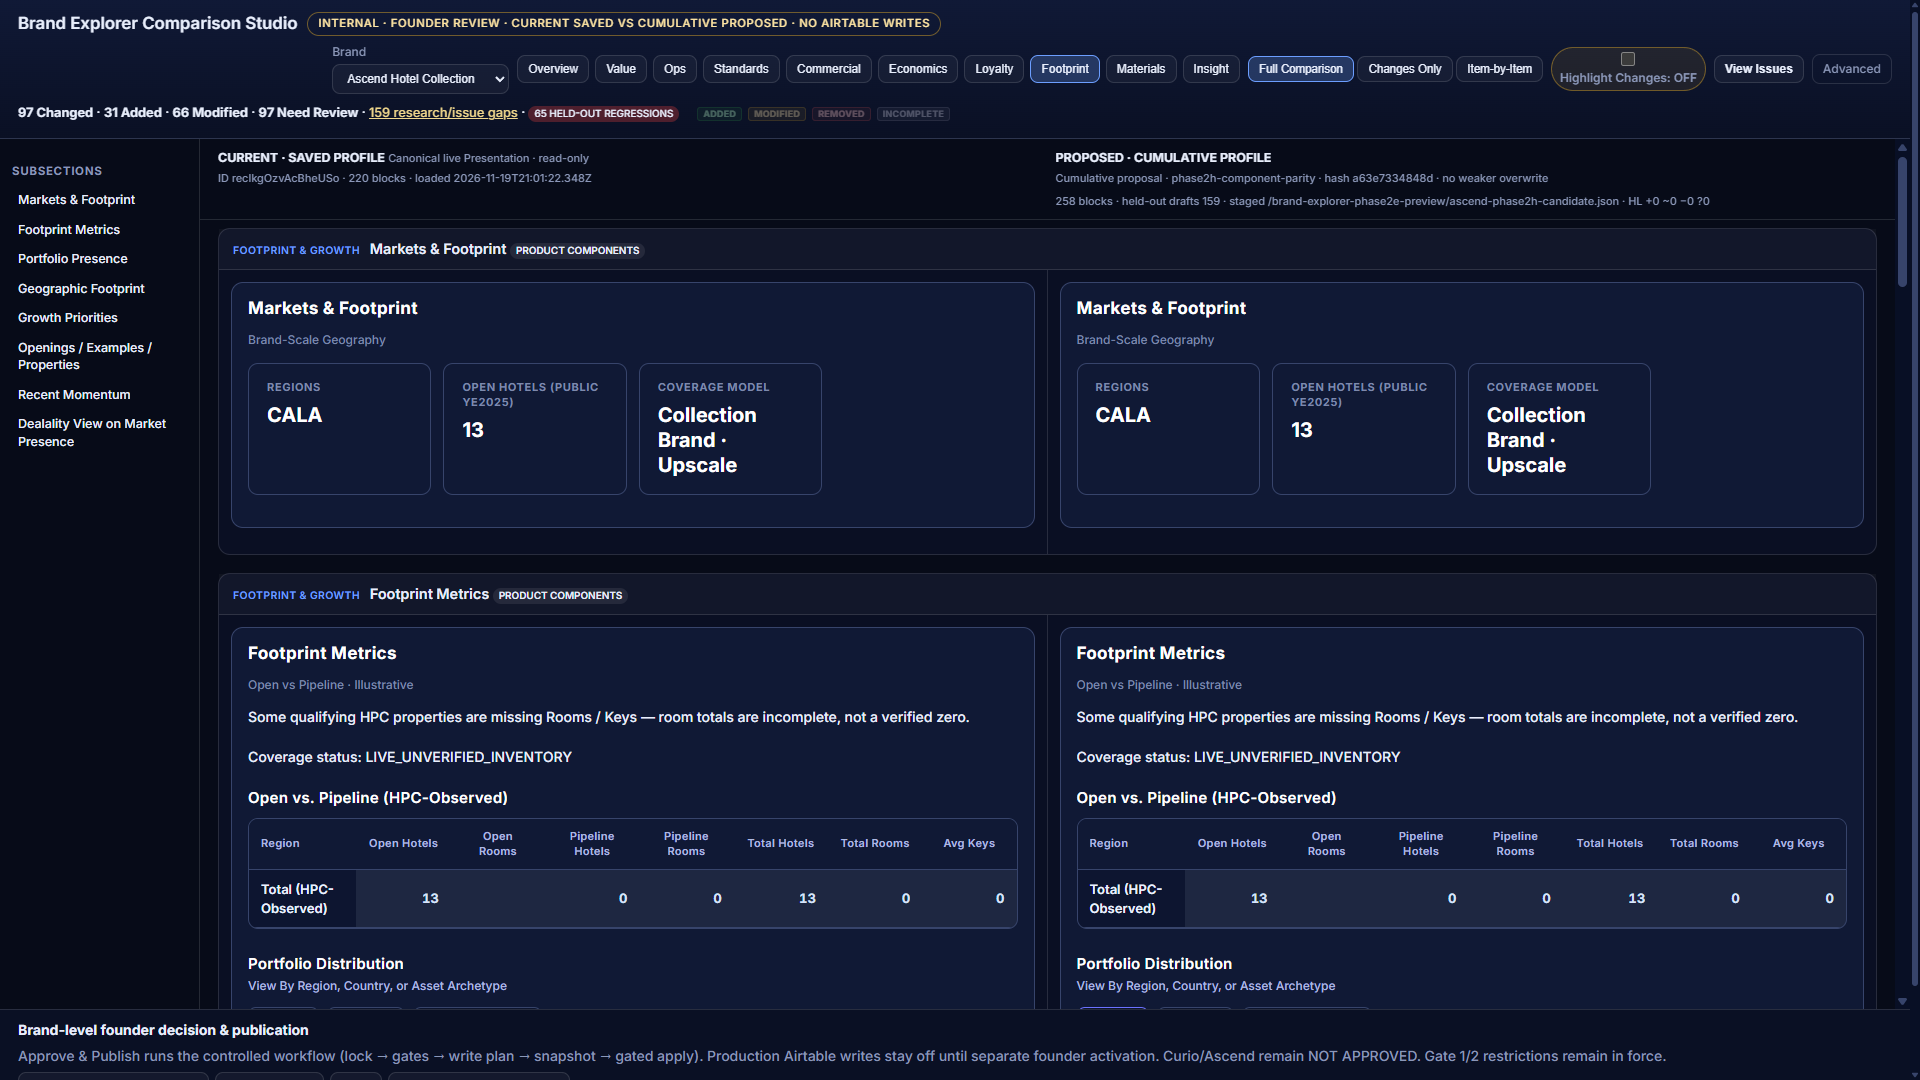 Brand Explorer Comparison Studio
INTERNAL · FOUNDER REVIEW · CURRENT SAVED VS CUMULATIVE PROPOSED · NO AIRTABLE WRITES
Brand
Ascend Hotel Collection
Overview
Value
Ops
Standards
Commercial
Economics
Loyalty
Footprint
Materials
Insight
Full Comparison
Changes Only
Item-by-Item
Highlight Changes: OFF
View Issues
Advanced
97 Changed · 31 Added · 66 Modified · 97 Need Review · 159 research/issue gaps · 65 HELD-OUT REGRESSIONS
ADDED
MODIFIED
REMOVED
INCOMPLETE
SUBSECTIONS
Markets & Footprint
Footprint Metrics
Portfolio Presence
Geographic Footprint
Growth Priorities
Openings / Examples /
Properties
Recent Momentum
Deality View on Market
Presence
CURRENT · SAVED PROFILE Canonical live Presentation · read-only
ID reclkgOzvAcBheUSo · 220 blocks · loaded 2026-11-19T21:01:22.348Z
PROPOSED · CUMULATIVE PROFILE
Cumulative proposal · phase2h-component-parity · hash a63e7334848d · no weaker overwrite
258 blocks · held-out drafts 159 · staged /brand-explorer-phase2e-preview/ascend-phase2h-candidate.json · HL +0 ~0 −0 ?0
FOOTPRINT & GROWTH Markets & Footprint PRODUCT COMPONENTS
Markets & Footprint
Brand-Scale Geography
REGIONS
CALA
OPEN HOTELS (PUBLIC
YE2025)
13
COVERAGE MODEL
Collection
Brand ·
Upscale
Markets & Footprint
Brand-Scale Geography
REGIONS
CALA
OPEN HOTELS (PUBLIC
YE2025)
13
COVERAGE MODEL
Collection
Brand ·
Upscale
FOOTPRINT & GROWTH Footprint Metrics PRODUCT COMPONENTS
Footprint Metrics
Open vs Pipeline · Illustrative
Some qualifying HPC properties are missing Rooms / Keys — room totals are incomplete, not a verified zero.
Coverage status: LIVE_UNVERIFIED_INVENTORY
Open vs. Pipeline (HPC-Observed)
Region Open Hotels Open Rooms Pipeline Hotels Pipeline Rooms Total Hotels Total Rooms Avg Keys
Total (HPC-Observed) 13 0 0 13 0 0
Portfolio Distribution
View By Region, Country, or Asset Archetype
Footprint Metrics
Open vs Pipeline · Illustrative
Some qualifying HPC properties are missing Rooms / Keys — room totals are incomplete, not a verified zero.
Coverage status: LIVE_UNVERIFIED_INVENTORY
Open vs. Pipeline (HPC-Observed)
Region Open Hotels Open Rooms Pipeline Hotels Pipeline Rooms Total Hotels Total Rooms Avg Keys
Total (HPC-Observed) 13 0 0 13 0 0
Portfolio Distribution
View By Region, Country, or Asset Archetype
Brand-level founder decision & publication
Approve & Publish runs the controlled workflow (lock → gates → write plan → snapshot → gated apply). Production Airtable writes stay off until separate founder activation. Curio/Ascend remain NOT APPROVED. Gate 1/2 restrictions remain in force.